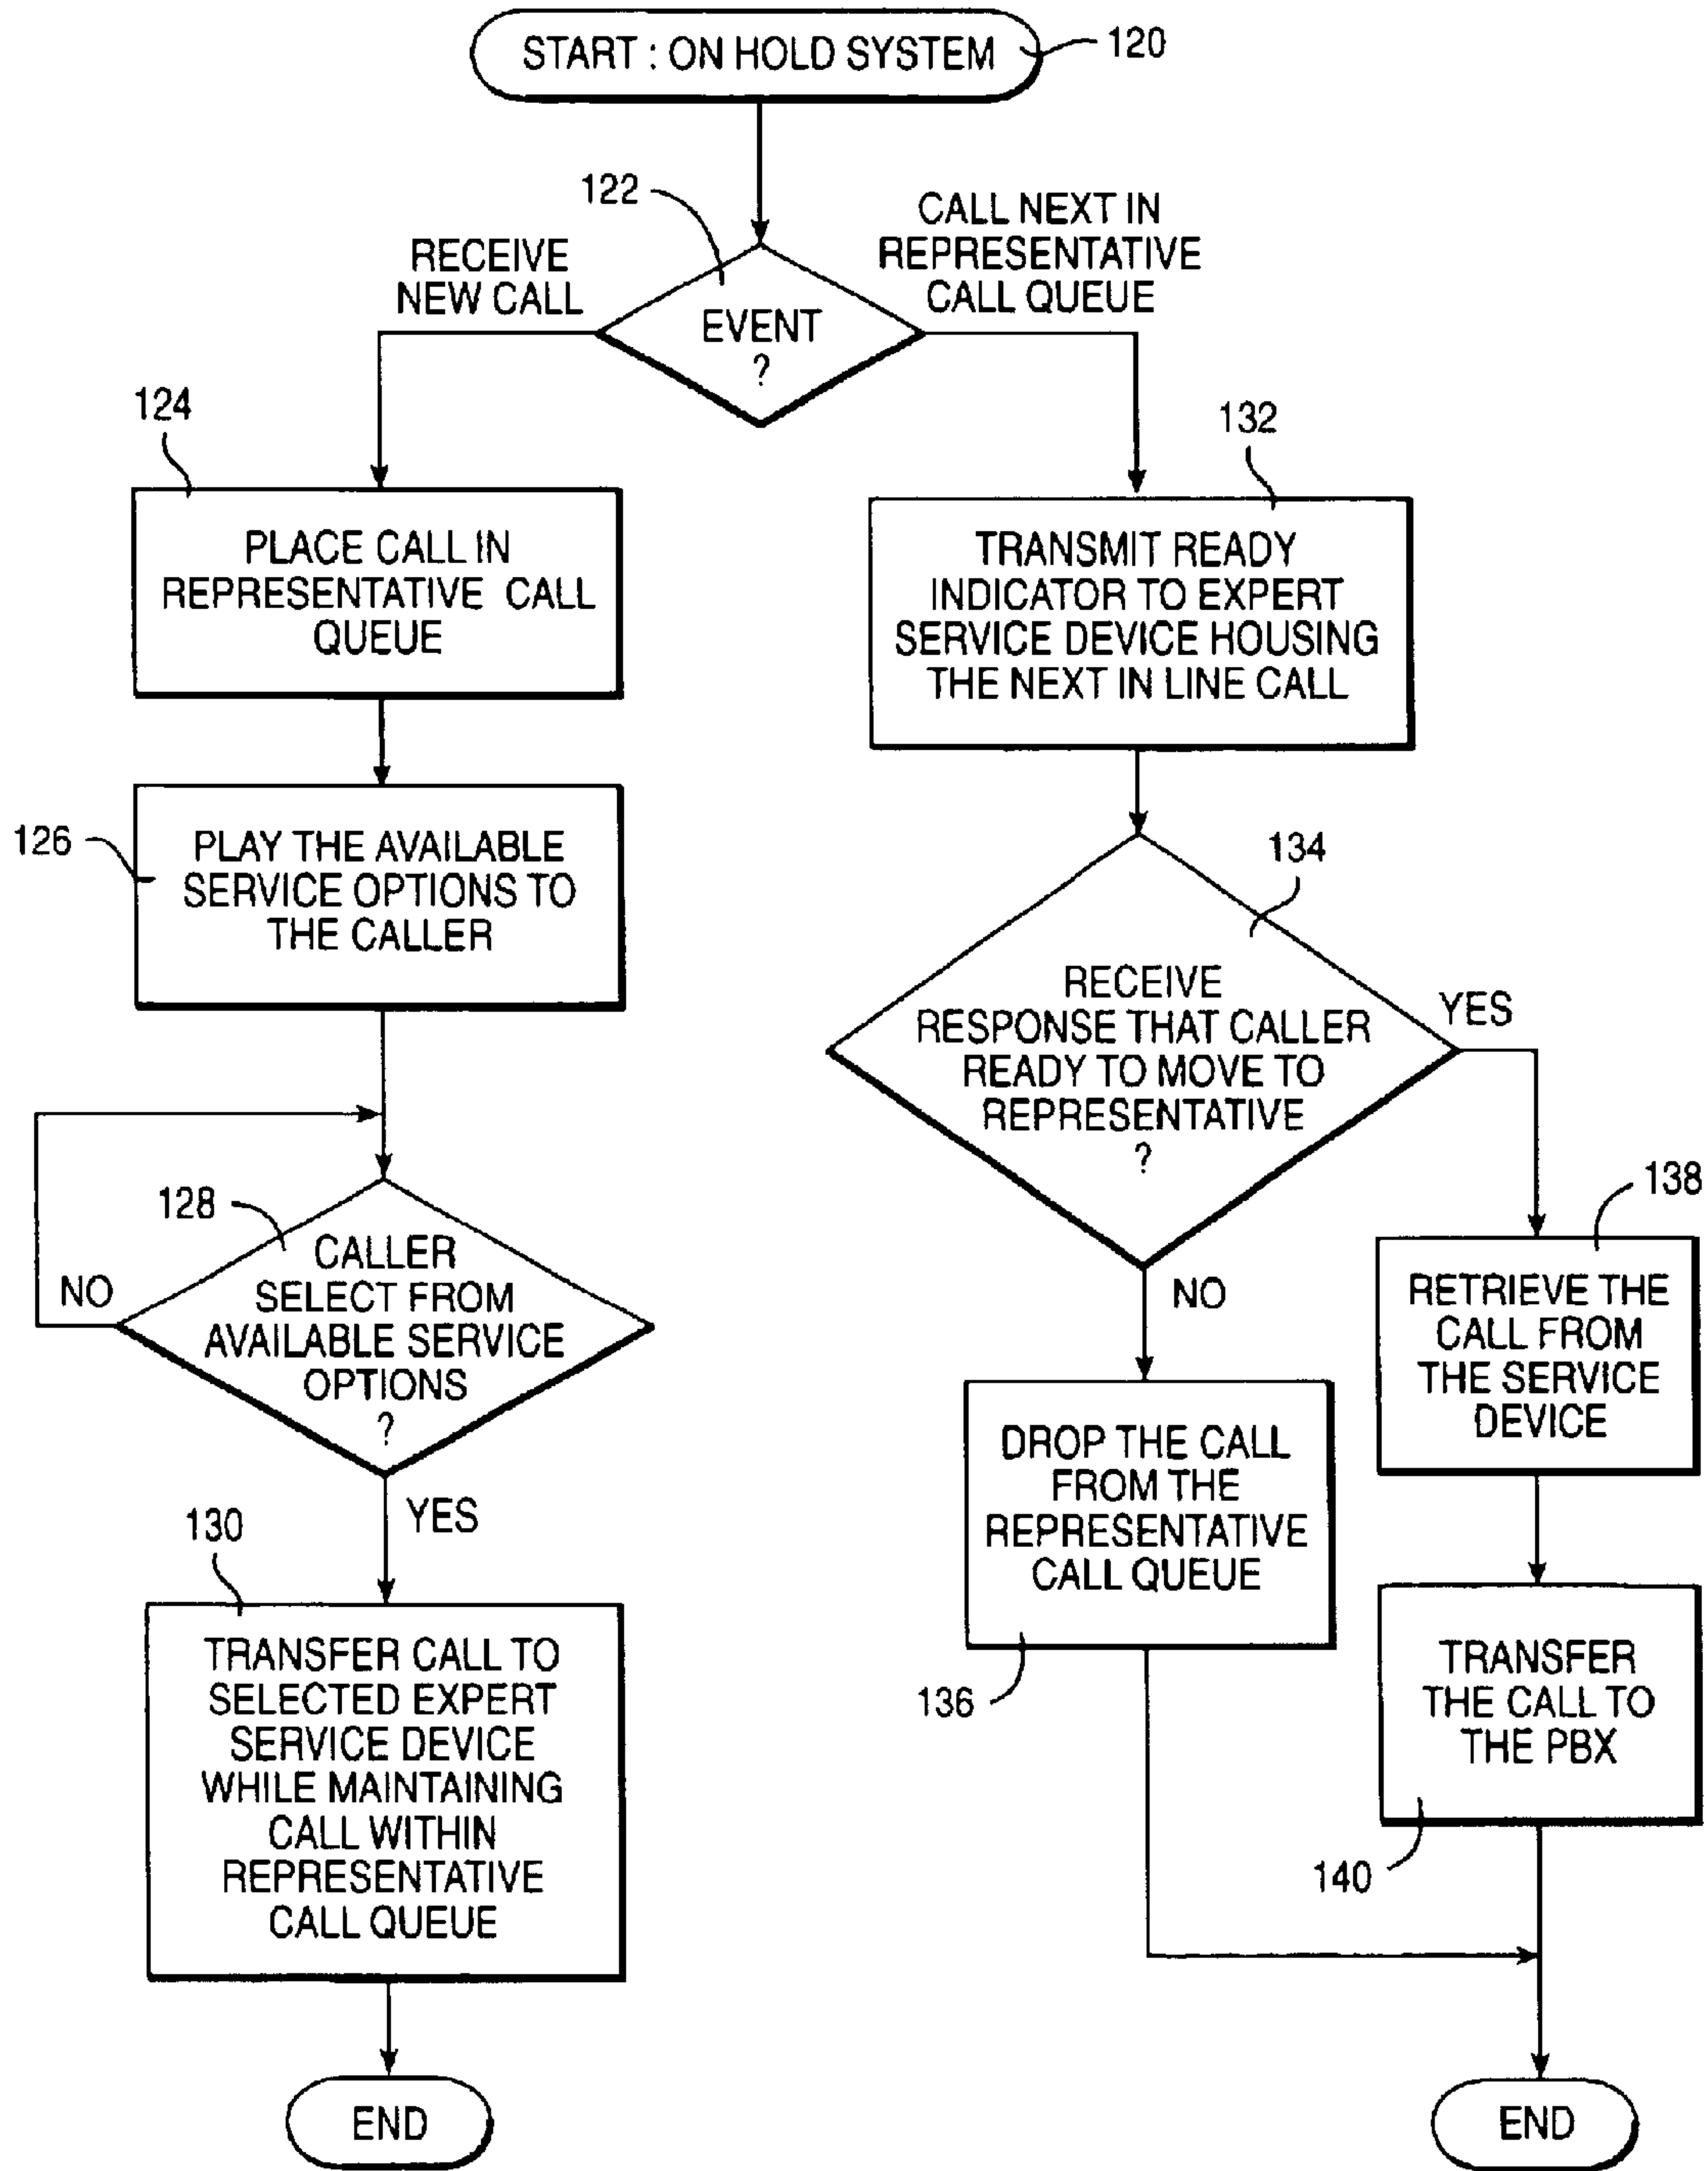 START : ON HOLD SYSTEM
120
122
RECEIVE
NEW CALL
CALL NEXT IN
REPRESENTATIVE
CALL QUEUE
EVENT
?
124
PLACE CALL IN
REPRESENTATIVE CALL
QUEUE
126
PLAY THE AVAILABLE
SERVICE OPTIONS TO
THE CALLER
128
CALLER
SELECT FROM
AVAILABLE SERVICE
OPTIONS
?
NO
YES
130
TRANSFER CALL TO
SELECTED EXPERT
SERVICE DEVICE
WHILE MAINTAINING
CALL WITHIN
REPRESENTATIVE
CALL QUEUE
END
132
TRANSMIT READY
INDICATOR TO EXPERT
SERVICE DEVICE HOUSING
THE NEXT IN LINE CALL
134
RECEIVE
RESPONSE THAT CALLER
READY TO MOVE TO
REPRESENTATIVE
?
YES
NO
DROP THE CALL
FROM THE
REPRESENTATIVE
CALL QUEUE
136
138
RETRIEVE THE
CALL FROM
THE SERVICE
DEVICE
TRANSFER
THE CALL TO
THE PBX
140
END